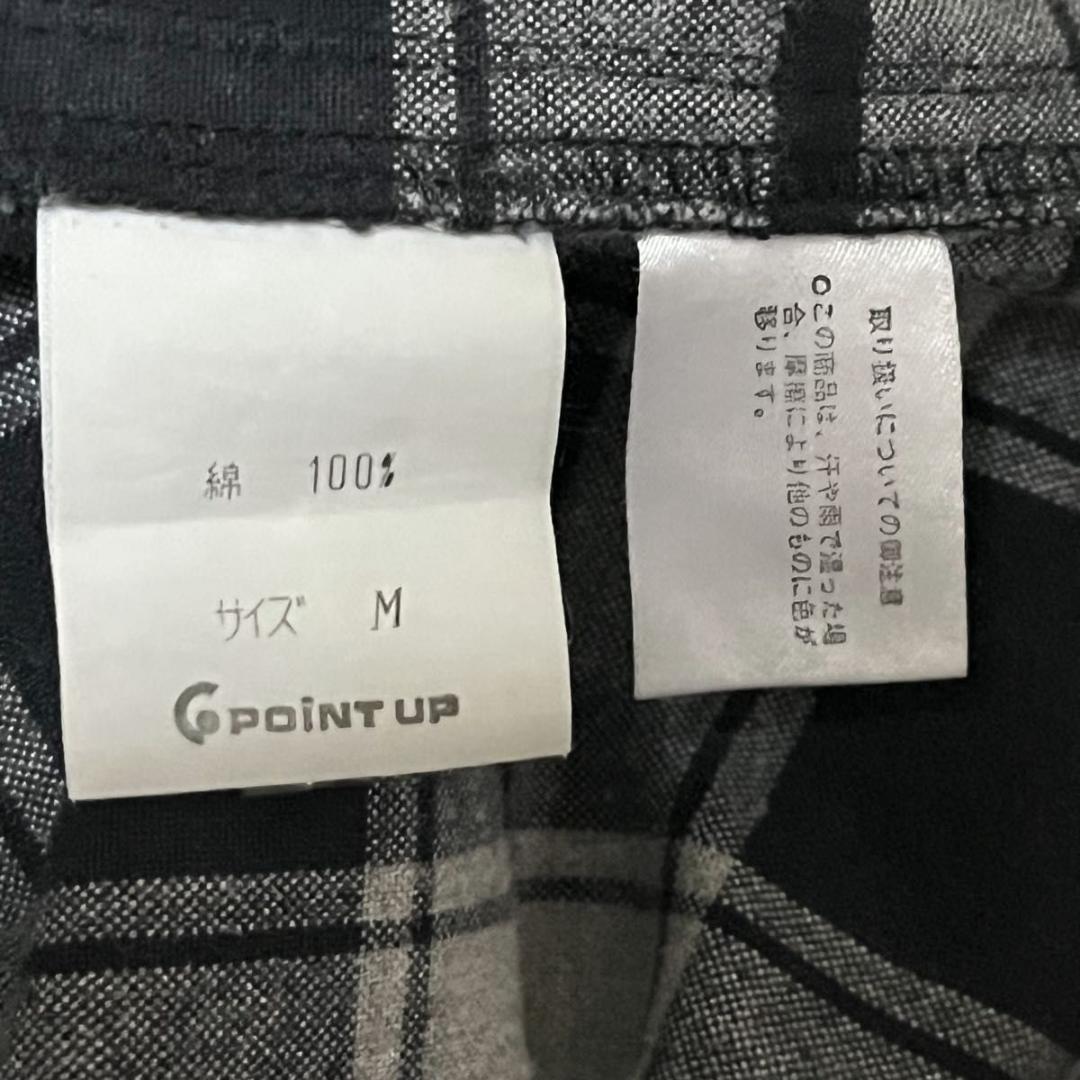 綿 100%
サイズ M
POINT UP
取り扱いについての御注意
○この商品は、汗や雨で湿った場
合、摩擦により他のものに色が
移ります。